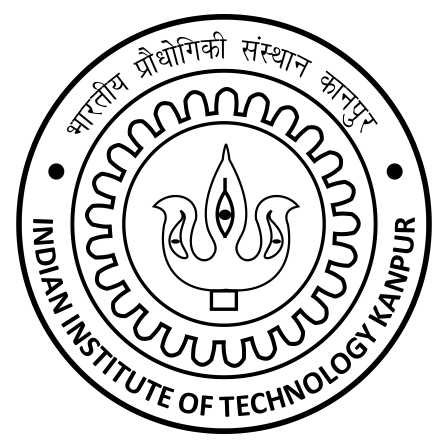 भारतीय प्रौधोगिकी संस्थान कानपुर
INDIAN INSTITUTE OF TECHNOLOGY KANPUR